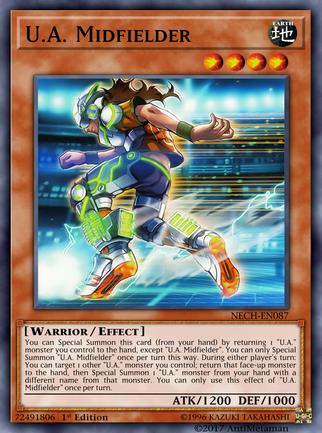 U.A. MIDFIELDER
EARTH
地
NECH-EN087
[WARRIOR / EFFECT]
You can Special Summon this card (from your hand) by returning 1 "U.A."
monster you control to the hand, except "U.A. Midfielder". You can only Special
Summon "U.A. Midfielder" once per turn this way. During either player's turn:
You can target 1 other "U.A." monster you control; return that face-up monster
to the hand, then Special Summon 1 "U.A." monster from your hand with a
different name from that monster. You can only use this effect of "U.A.
Midfielder" once per turn.
ATK/1200 DEF/1000
72491806 1st Edition ©1996 KAZUKI TAKAHASHI
©2017 AntiMetaman